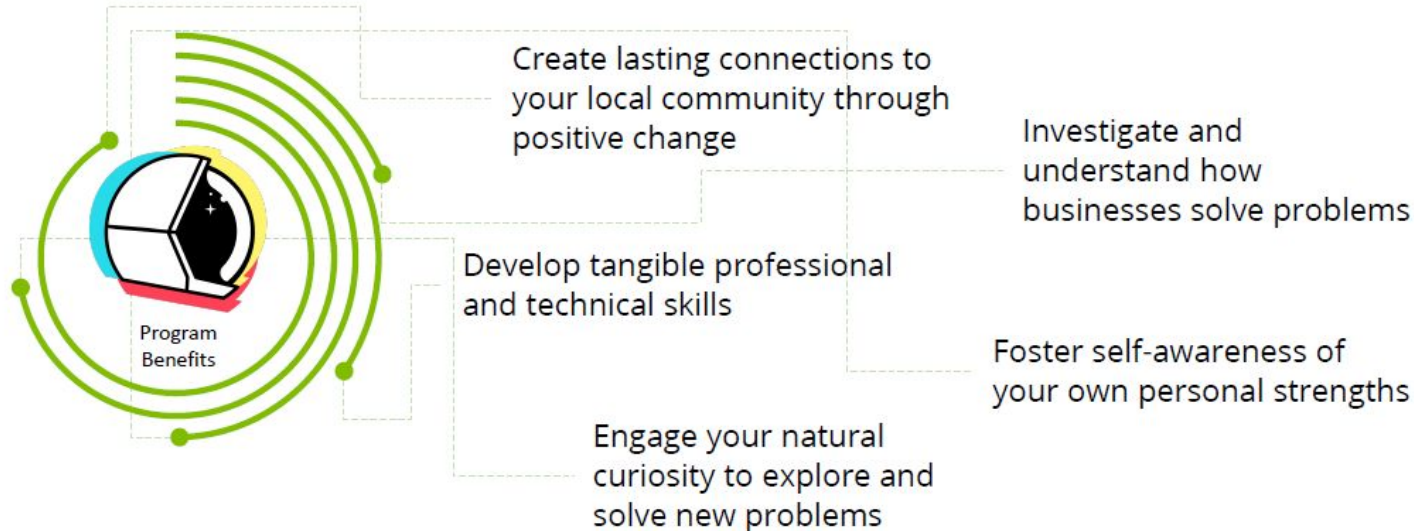 Create lasting connections to
your local community through
positive change
Investigate and
understand how
businesses solve problems
Develop tangible professional
and technical skills
Program
Benefits
Foster self-awareness of
your own personal strengths
Engage your natural
curiosity to explore and
solve new problems